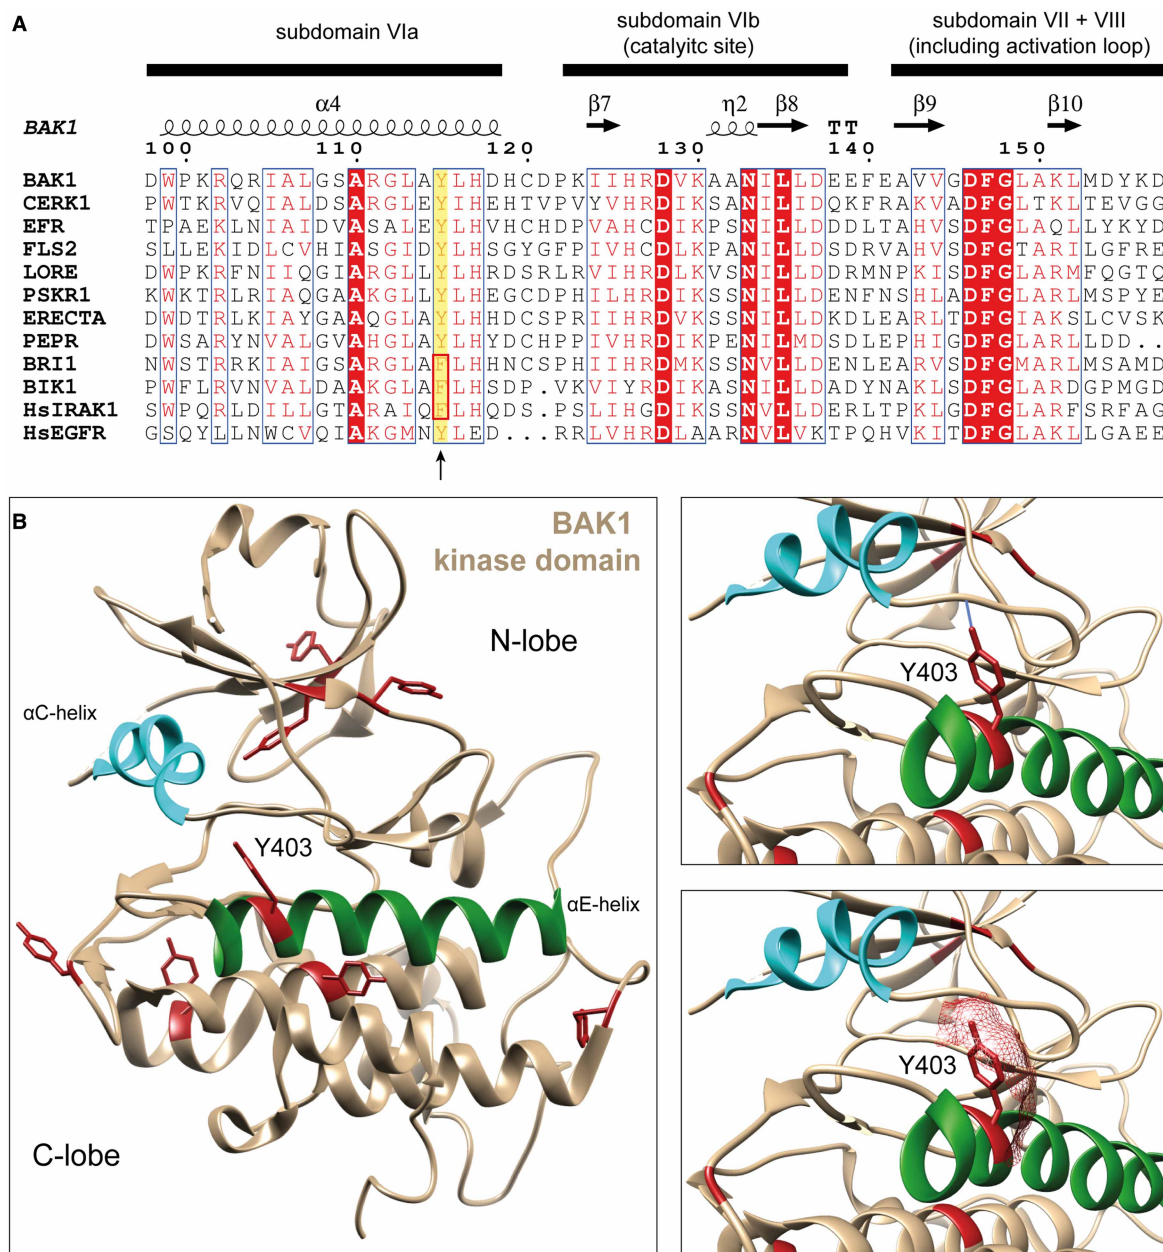 A
subdomain VIa
subdomain VIb
(catalyitc site)
subdomain VII + VIII
(including activation loop)
α4 β7 η2 β8 β9 β10
BAK1 TT
100 110 120 130 140 150
BAK1 DWPKRQRIALGSARGLAYLHDHCDPKIIHRDVKAANILLDEEFEAVVGDFGLAKLMDYKD
CERK1 PWTKRVQIALDSARGLEYIHEHTVPVYVHRDIKSANILIDQKFRAKVADFGLTKLTEVGG
EFR TPAEKLNIAIDVASALEYLHVHCHDPVAHCDIKPSNILLDDDLTAHVSDFGLAQLLYKYD
FLS2 SLLEKIDLCVHIASGIDYLHSGYGFPIVHCDLKPANILLDSDRVAHVSDFGTARILGFRE
LORE DWPKRFNIIQGIARGLLYLHRDSRLRVIHRDLKVSNILLDDRMNPKISDFGLARMFQGTQ
PSKR1 KWKTRLRIAQGAAKGLLYLHEGCDPHILHRDIKSSNILLDENFNSHLADFGLARLMSPYE
ERECTA DWDTRLKIAYGAAQGLAYLHHDCSPRIIHRDVKSSNILLDKDLEARLTDFGIAKSLCVSK
PEPR DWSARYNVALGVAHGLAYLHYDCHPPIVHRDIKPENILMDSDLEPHIGDFGLARLLDD..
BRI1 NWSTRRKIAIGSARGLAFLHHNCSPHIIHRDMKSSNVLLDENLEARVSDFGMARLMSAMD
BIK1 PWFLRVNVALDAAKGLAFLHSDP.VKVIYRDIKASNILLDADYNAKLSDFGLARDGPMGD
HsIRAK1 SWPQRLDILLGTARAIQFLHQDS.PSLIHGDIKSSNVLLDERLTPKLGDFGLARFSRFAG
HsEGFR GSQYLLNWCVQIAKGMNYLED...RRLVHRDLAARNVLVKTPQHVKITDFGLAKLLGAEE
B
BAK1
kinase domain
N-lobe
αC-helix
Y403
αE-helix
C-lobe
Y403
Y403